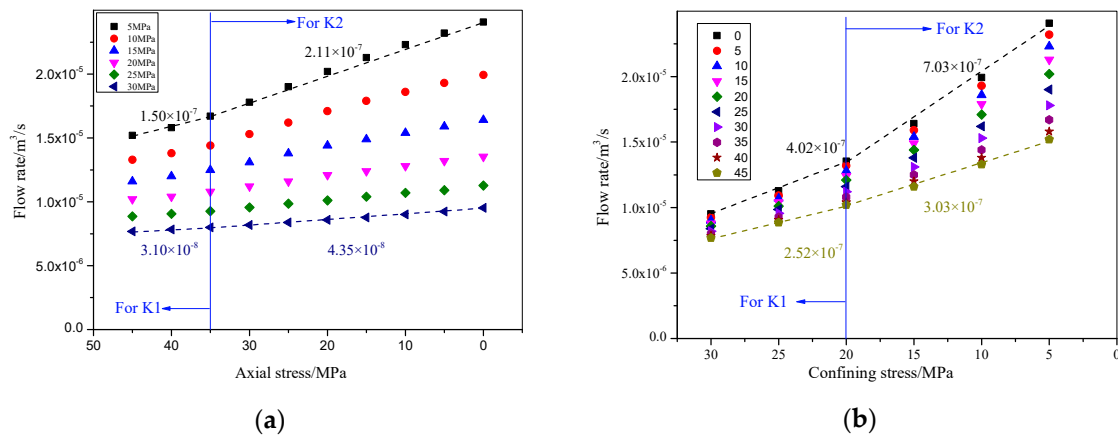 5MPa
10MPa
15MPa
20MPa
25MPa
30MPa
For K2
2.11×10⁻⁷
1.50×10⁻⁷
3.10×10⁻⁸
4.35×10⁻⁸
For K1
Flow rate/m³/s
2.0x10⁻⁵
1.5x10⁻⁵
1.0x10⁻⁵
5.0x10⁻⁶
0.0
50 40 30 20 10 0
Axial stress/MPa
(a)
0
5
10
15
20
25
30
35
40
45
For K2
7.03×10⁻⁷
4.02×10⁻⁷
3.03×10⁻⁷
2.52×10⁻⁷
For K1
Flow rate/m³/s
2.0x10⁻⁵
1.5x10⁻⁵
1.0x10⁻⁵
5.0x10⁻⁶
0.0
30 25 20 15 10 5 0
Confining stress/MPa
(b)